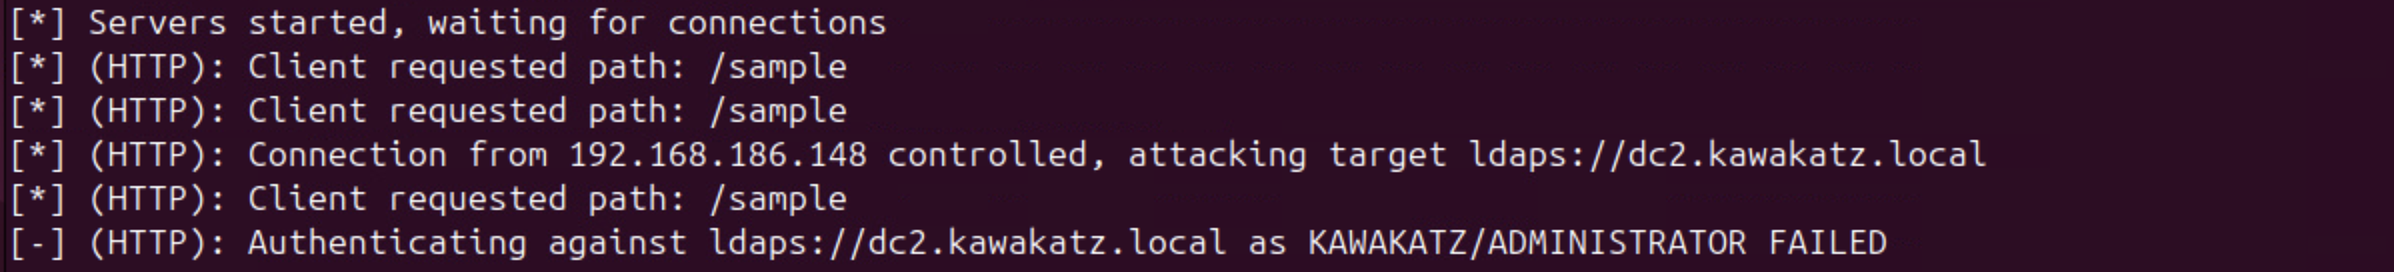 [*] Servers started, waiting for connections
[*] (HTTP): Client requested path: /sample
[*] (HTTP): Client requested path: /sample
[*] (HTTP): Connection from 192.168.186.148 controlled, attacking target ldaps://dc2.kawakatz.local
[*] (HTTP): Client requested path: /sample
[-] (HTTP): Authenticating against ldaps://dc2.kawakatz.local as KAWAKATZ/ADMINISTRATOR FAILED